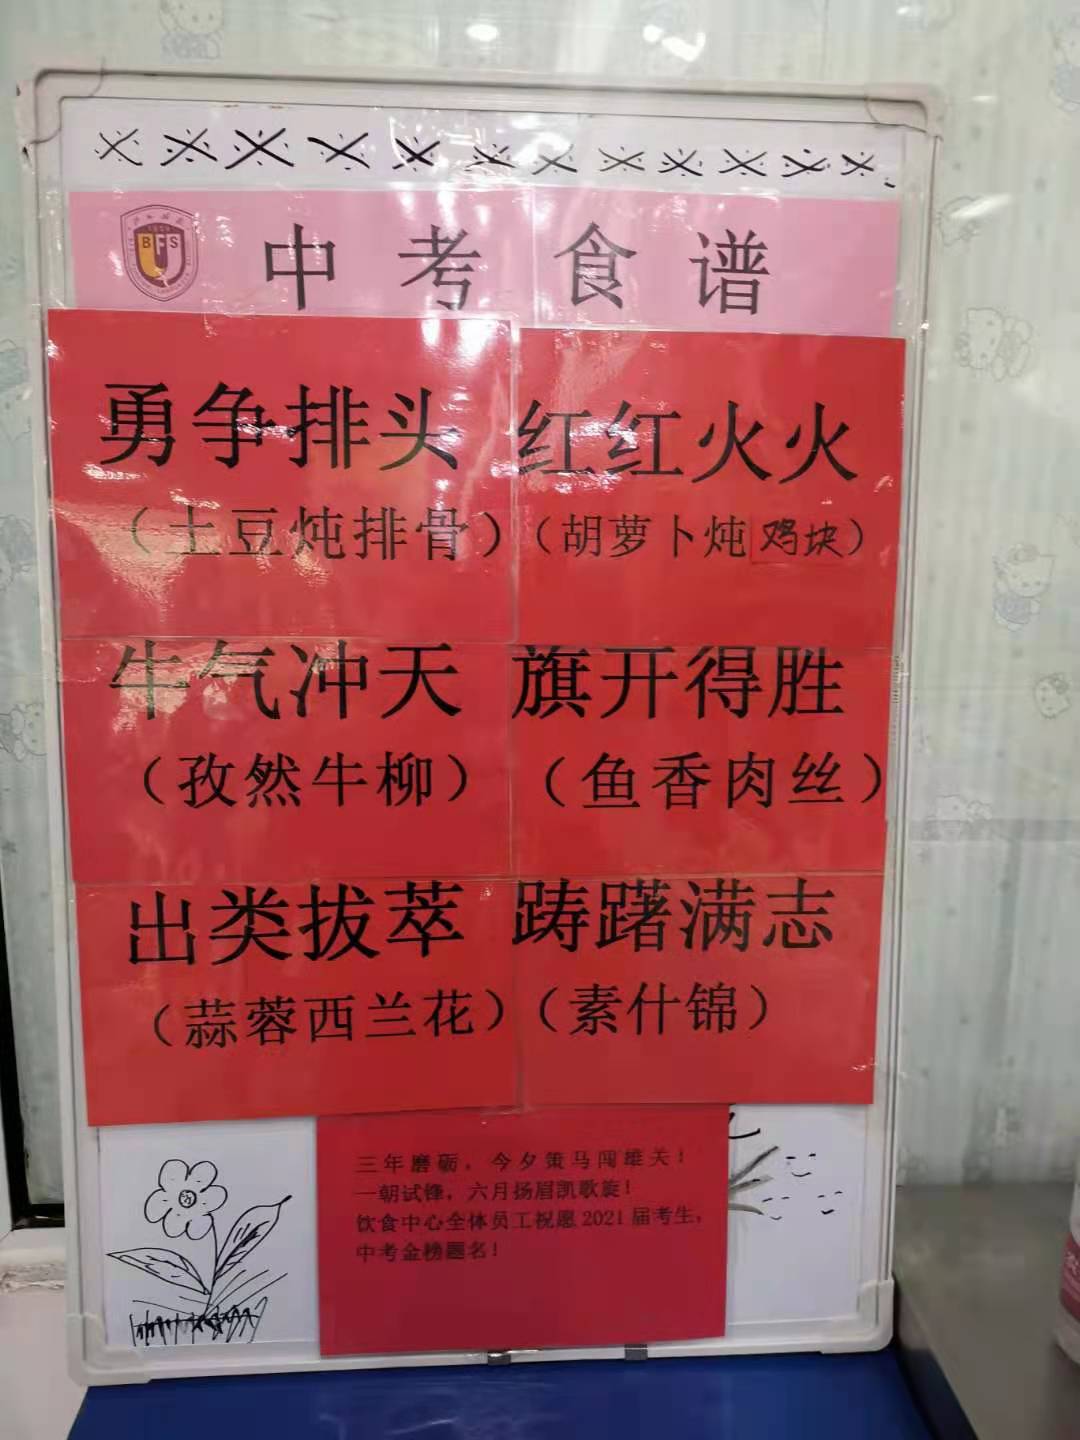 BFS
中考食谱
勇争排头
（土豆炖排骨）
红红火火
（胡萝卜炖鸡块）
牛气冲天
（孜然牛柳）
旗开得胜
（鱼香肉丝）
出类拔萃
（蒜蓉西兰花）
踌躇满志
（素什锦）
三年磨砺，今夕策马闯雄关！
一朝试锋，六月扬眉凯歌旋！
饮食中心全体员工祝愿2021届考生，
中考金榜题名！